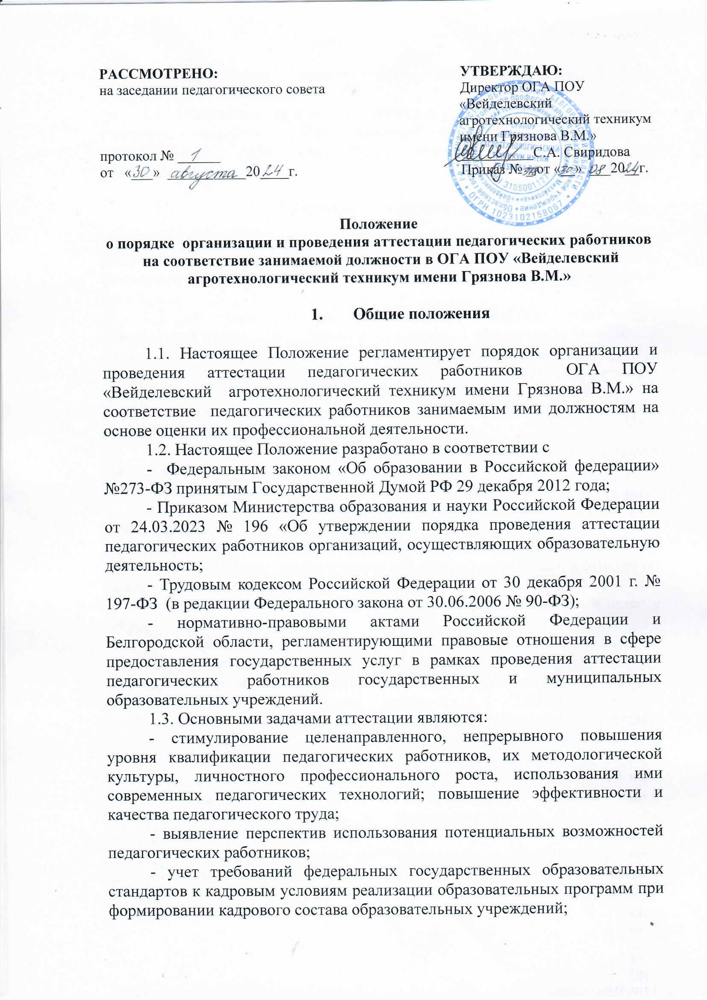 РАССМОТРЕНО:
на заседании педагогического совета
протокол № 1
от «30» августа 2024 г.
УТВЕРЖДАЮ:
Директор ОГА ПОУ
«Вейделевский
агротехнологический техникум
имени Грязнова В.М.»
С.А. Свиридова
Приказ № от «30» 08 2024г.
ОГРН 1023102158067
3105001127
Положение
о порядке организации и проведения аттестации педагогических работников
на соответствие занимаемой должности в ОГА ПОУ «Вейделевский
агротехнологический техникум имени Грязнова В.М.»
1. Общие положения
1.1. Настоящее Положение регламентирует порядок организации и
проведения аттестации педагогических работников ОГА ПОУ
«Вейделевский агротехнологический техникум имени Грязнова В.М.» на
соответствие педагогических работников занимаемым ими должностям на
основе оценки их профессиональной деятельности.
1.2. Настоящее Положение разработано в соответствии с
- Федеральным законом «Об образовании в Российской федерации»
№273-ФЗ принятым Государственной Думой РФ 29 декабря 2012 года;
- Приказом Министерства образования и науки Российской Федерации
от 24.03.2023 № 196 «Об утверждении порядка проведения аттестации
педагогических работников организаций, осуществляющих образовательную
деятельность;
- Трудовым кодексом Российской Федерации от 30 декабря 2001 г. №
197-ФЗ (в редакции Федерального закона от 30.06.2006 № 90-ФЗ);
- нормативно-правовыми актами Российской Федерации и
Белгородской области, регламентирующими правовые отношения в сфере
предоставления государственных услуг в рамках проведения аттестации
педагогических работников государственных и муниципальных
образовательных учреждений.
1.3. Основными задачами аттестации являются:
- стимулирование целенаправленного, непрерывного повышения
уровня квалификации педагогических работников, их методологической
культуры, личностного профессионального роста, использования ими
современных педагогических технологий; повышение эффективности и
качества педагогического труда;
- выявление перспектив использования потенциальных возможностей
педагогических работников;
- учет требований федеральных государственных образовательных
стандартов к кадровым условиям реализации образовательных программ при
формировании кадрового состава образовательных учреждений;